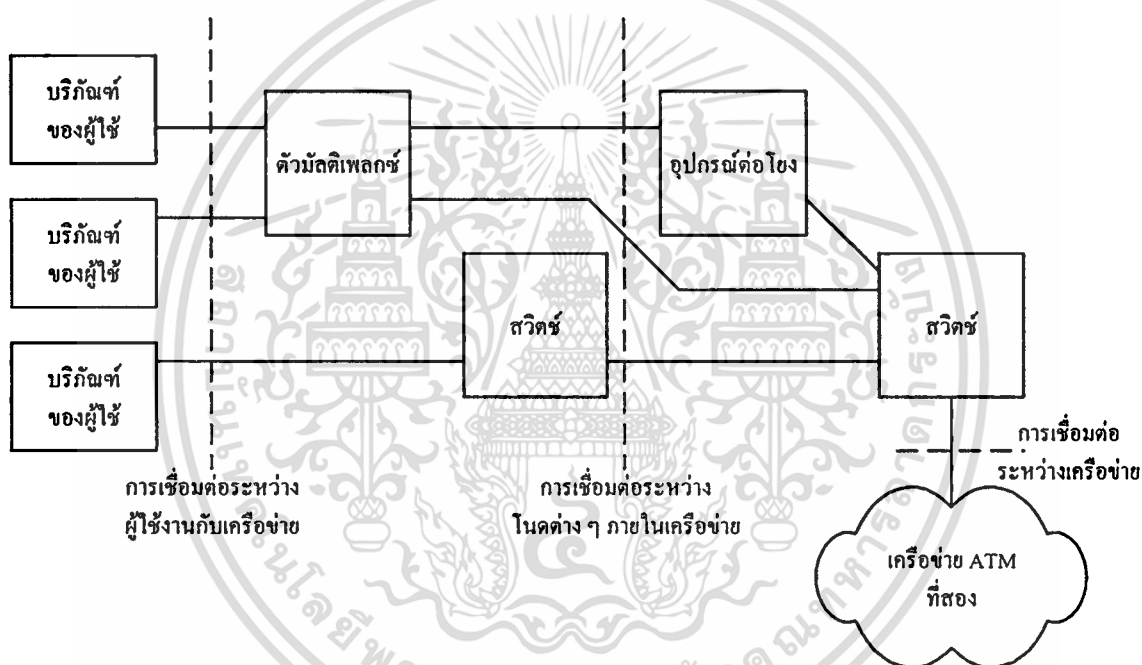 บริภัณฑ์
ของผู้ใช้
ตัวมัลติเพลกซ์
อุปกรณ์ต่อโยง
บริภัณฑ์
ของผู้ใช้
สวิตช์
สวิตช์
บริภัณฑ์
ของผู้ใช้
การเชื่อมต่อระหว่าง
ผู้ใช้งานกับเครือข่าย
การเชื่อมต่อระหว่าง
โนดต่าง ๆ ภายในเครือข่าย
การเชื่อมต่อ
ระหว่างเครือข่าย
เครือข่าย ATM
ที่สอง